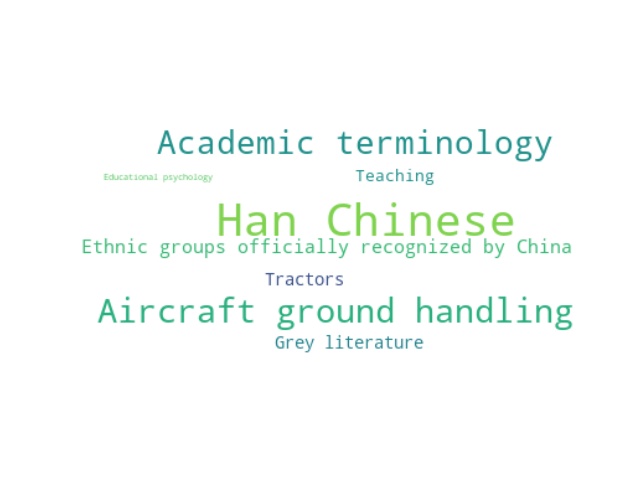 Academic terminology
Educational psychology
Teaching
Han Chinese
Ethnic groups officially recognized by China
Tractors
Aircraft ground handling
Grey literature